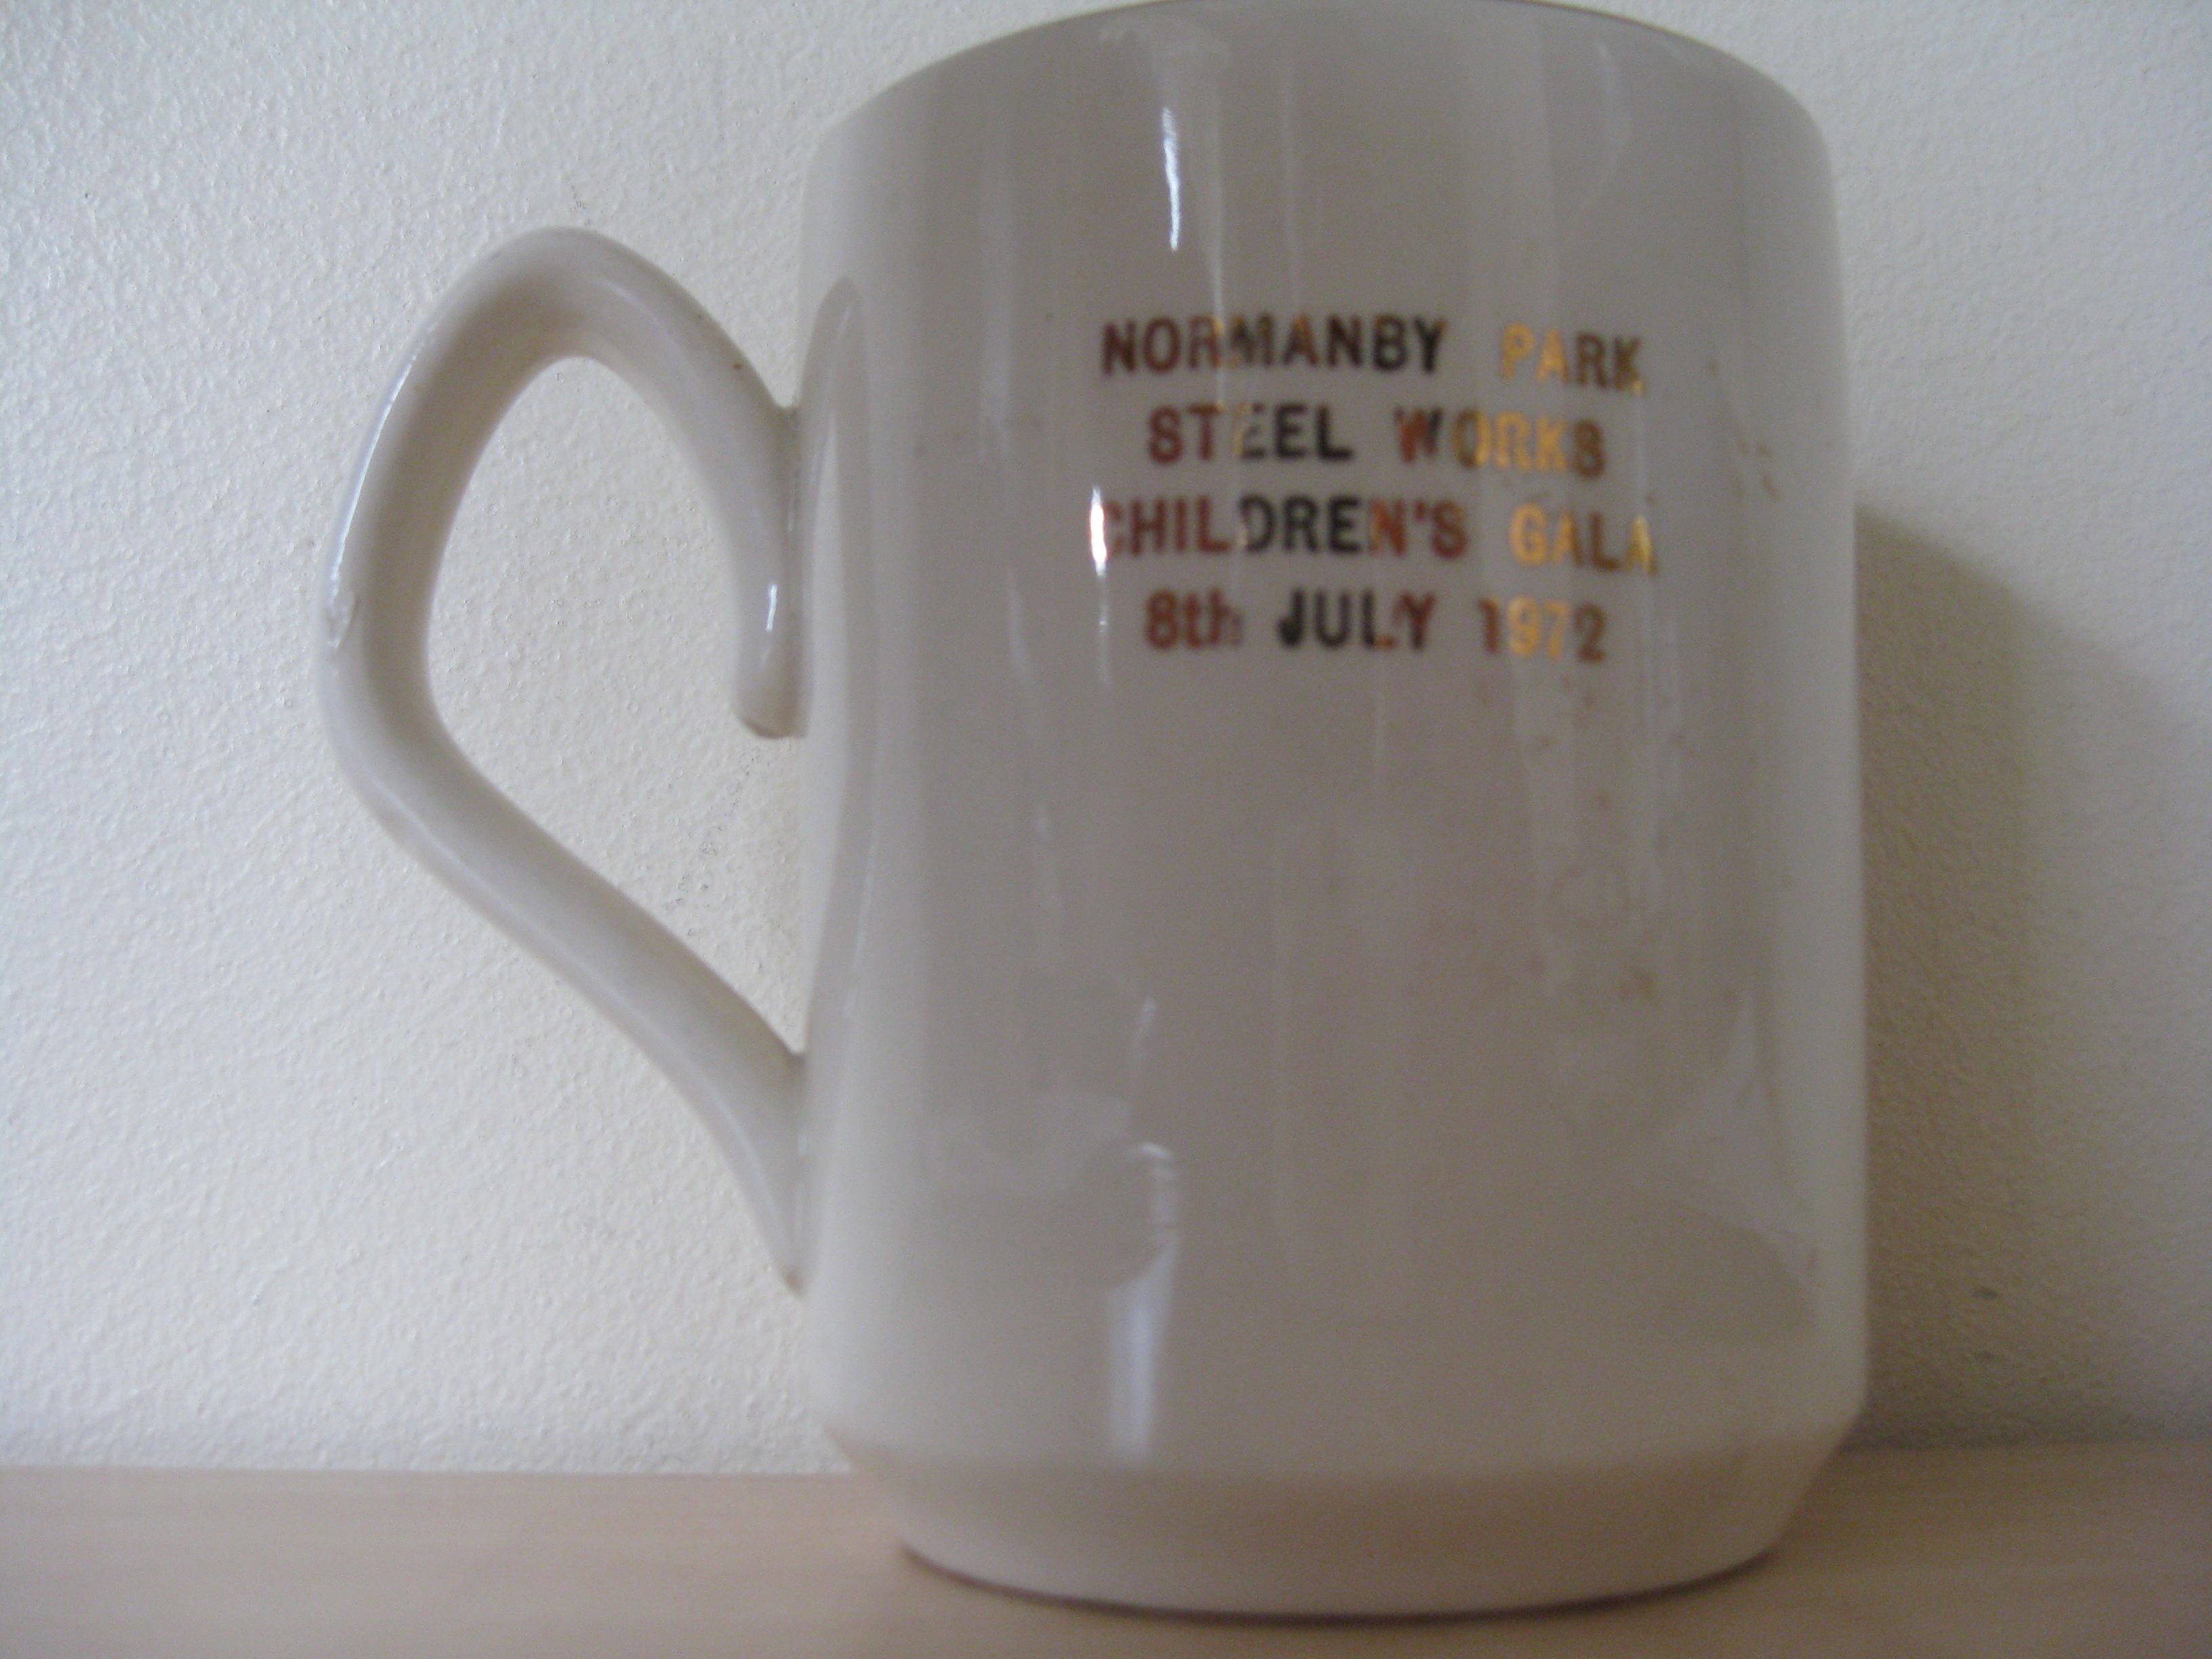 NORMANBY PARK
STEEL WORKS
CHILDREN'S GALA
8th JULY 1972